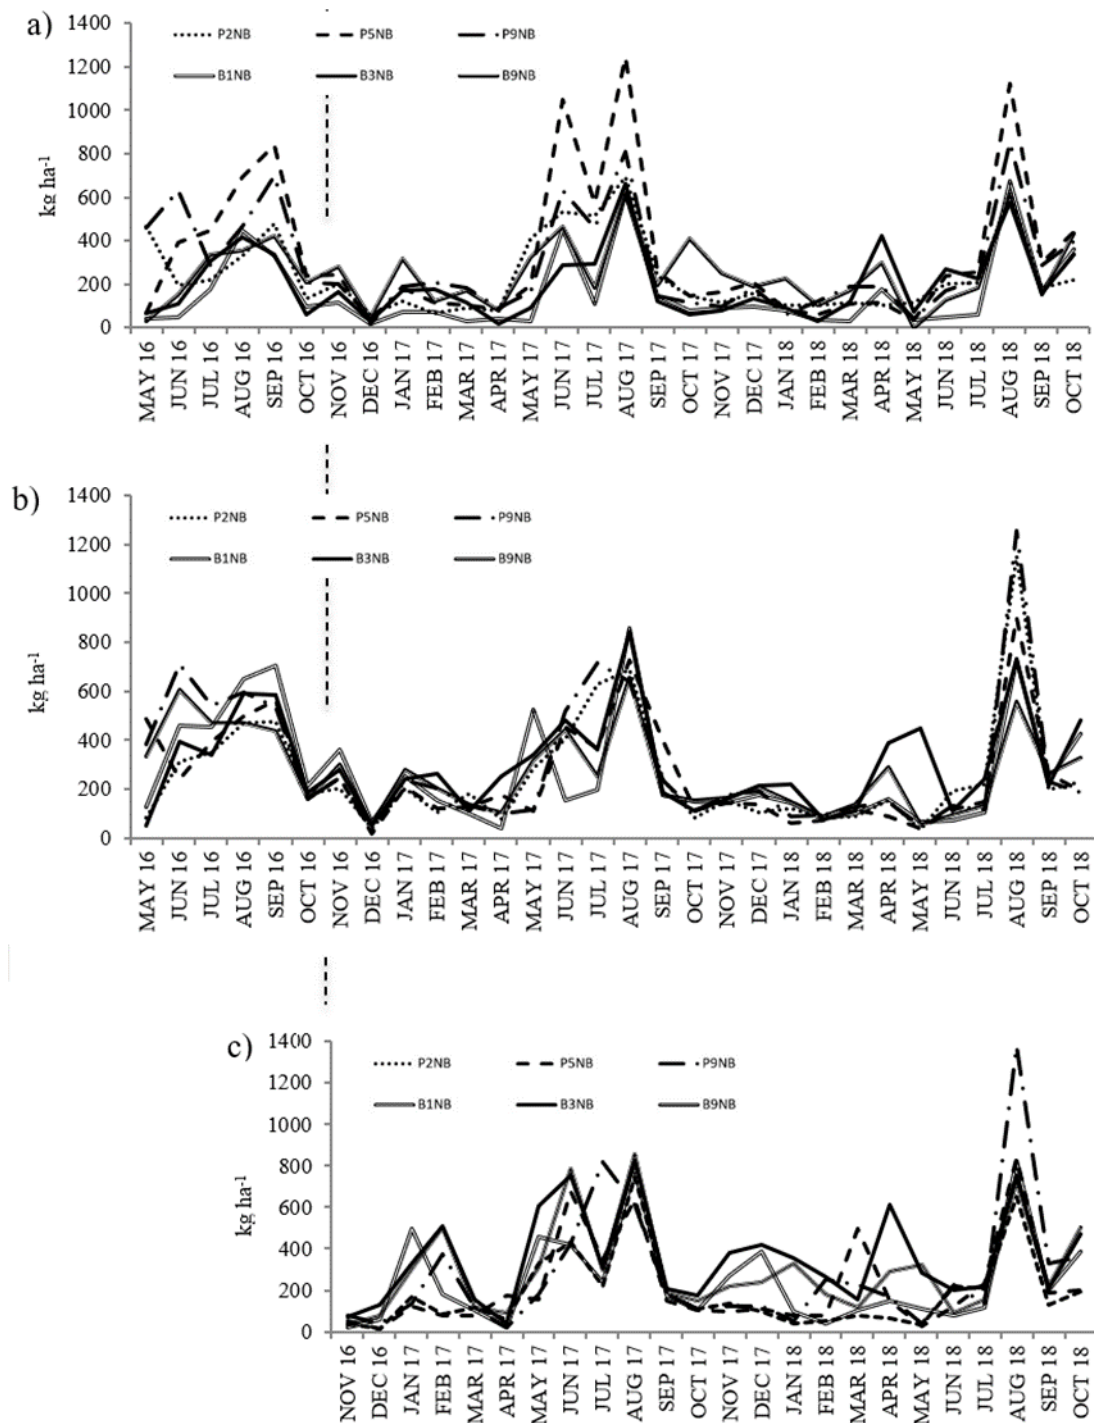 a)
1400
1200
1000
800
600
400
200
0
kg ha-1
P2NB P5NB P9NB
B1NB B3NB B9NB
MAY 16 JUN 16 JUL 16 AUG 16 SEP 16 OCT 16 NOV 16 DEC 16 JAN 17 FEB 17 MAR 17 APR 17 MAY 17 JUN 17 JUL 17 AUG 17 SEP 17 OCT 17 NOV 17 DEC 17 JAN 18 FEB 18 MAR 18 APR 18 MAY 18 JUN 18 JUL 18 AUG 18 SEP 18 OCT 18
b)
1400
1200
1000
800
600
400
200
0
kg ha-1
P2NB P5NB P9NB
B1NB B3NB B9NB
MAY 16 JUN 16 JUL 16 AUG 16 SEP 16 OCT 16 NOV 16 DEC 16 JAN 17 FEB 17 MAR 17 APR 17 MAY 17 JUN 17 JUL 17 AUG 17 SEP 17 OCT 17 NOV 17 DEC 17 JAN 18 FEB 18 MAR 18 APR 18 MAY 18 JUN 18 JUL 18 AUG 18 SEP 18 OCT 18
c)
1400
1200
1000
800
600
400
200
0
kg ha-1
P2NB P5NB P9NB
B1NB B3NB B9NB
NOV 16 DEC 16 JAN 17 FEB 17 MAR 17 APR 17 MAY 17 JUN 17 JUL 17 AUG 17 SEP 17 OCT 17 NOV 17 DEC 17 JAN 18 FEB 18 MAR 18 APR 18 MAY 18 JUN 18 JUL 18 AUG 18 SEP 18 OCT 18